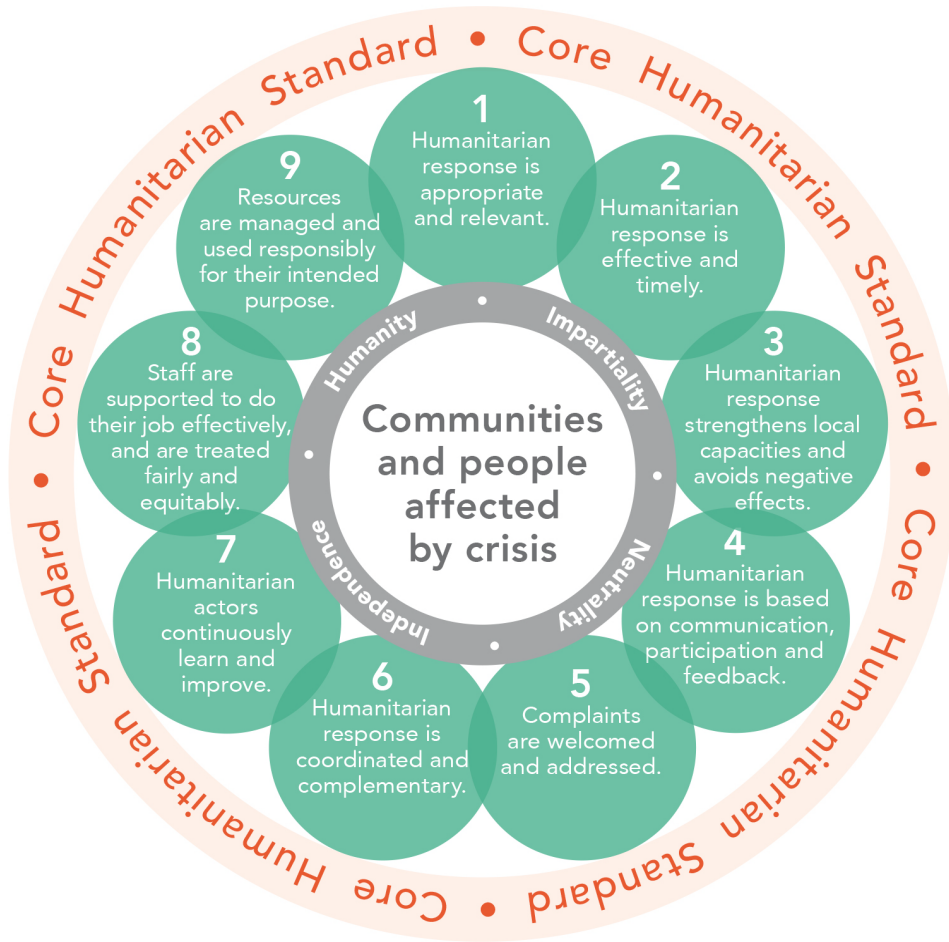 Core Humanitarian Standard • Core Humanitarian Standard • Core Humanitarian Standard • Core Humanitarian Standard •
1
Humanitarian
response is
appropriate
and relevant.
2
Humanitarian
response is
effective and
timely.
3
Humanitarian
response
strengthens local
capacities and
avoids negative
effects.
4
Humanitarian
response is based
on communication,
participation and
feedback.
5
Complaints
are welcomed
and addressed.
6
Humanitarian
response is
coordinated and
complementary.
7
Humanitarian
actors
continuously
learn and
improve.
8
Staff are
supported to do
their job effectively,
and are treated
fairly and
equitably.
9
Resources
are managed and
used responsibly
for their intended
purpose.
Humanity • Impartiality • Neutrality • Independence •
Communities
and people
affected
by crisis